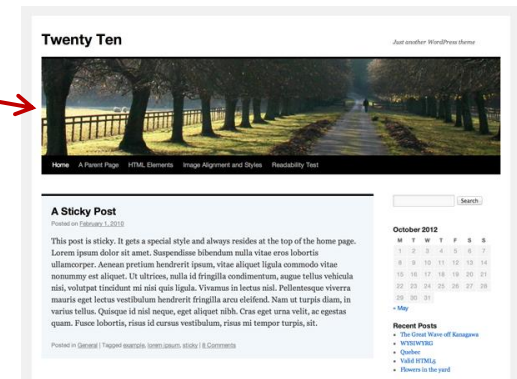 Twenty Ten
Just another WordPress theme
Home A Parent Page HTML Elements Image Alignment and Styles Readability Test
A Sticky Post
Posted on February 1, 2010
This post is sticky. It gets a special style and always resides at the top of the home page.
Lorem ipsum dolor sit amet. Suspendisse bibendum nulla vitae eros lobortis
ullamcorper. Aenean pretium hendrerit ipsum, vitae aliquet ligula commodo vitae
nonummy est aliquet. Ut ultrices, nulla id fringilla condimentum, augue tellus vehicula
nisi, volutpat tincidunt mi nisi quis ligula. Vivamus in lectus nisl. Pellentesque viverra
mauris eget lectus vestibulum hendrerit fringilla arcu eleifend. Nam ut turpis diam, in
varius tellus. Quisque id nisl neque, eget aliquet nibh. Cras eget urna velit, ac egestas
quam. Fusce lobortis, risus id cursus vestibulum, risus mi tempor turpis, sit.
Posted in General | Tagged example, lorem ipsum, sticky | 8 Comments
Search
October 2012
M T W T F S S
1 2 3 4 5 6 7
8 9 10 11 12 13 14
15 16 17 18 19 20 21
22 23 24 25 26 27 28
29 30 31
« May
Recent Posts
The Great Wave off Kanagawa
WYSIWYRG
Quebec
Valid HTML5
Flowers in the yard